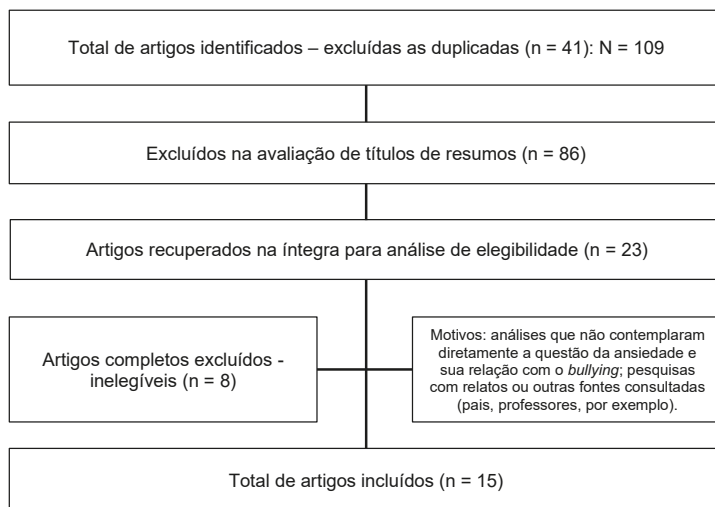 Total de artigos identificados – excluídas as duplicadas (n = 41): N = 109
Excluídos na avaliação de títulos de resumos (n = 86)
Artigos recuperados na íntegra para análise de elegibilidade (n = 23)
Artigos completos excluídos -
inelegíveis (n = 8)
Motivos: análises que não contemplaram
diretamente a questão da ansiedade e
sua relação com o bullying; pesquisas
com relatos ou outras fontes consultadas
(pais, professores, por exemplo).
Total de artigos incluídos (n = 15)